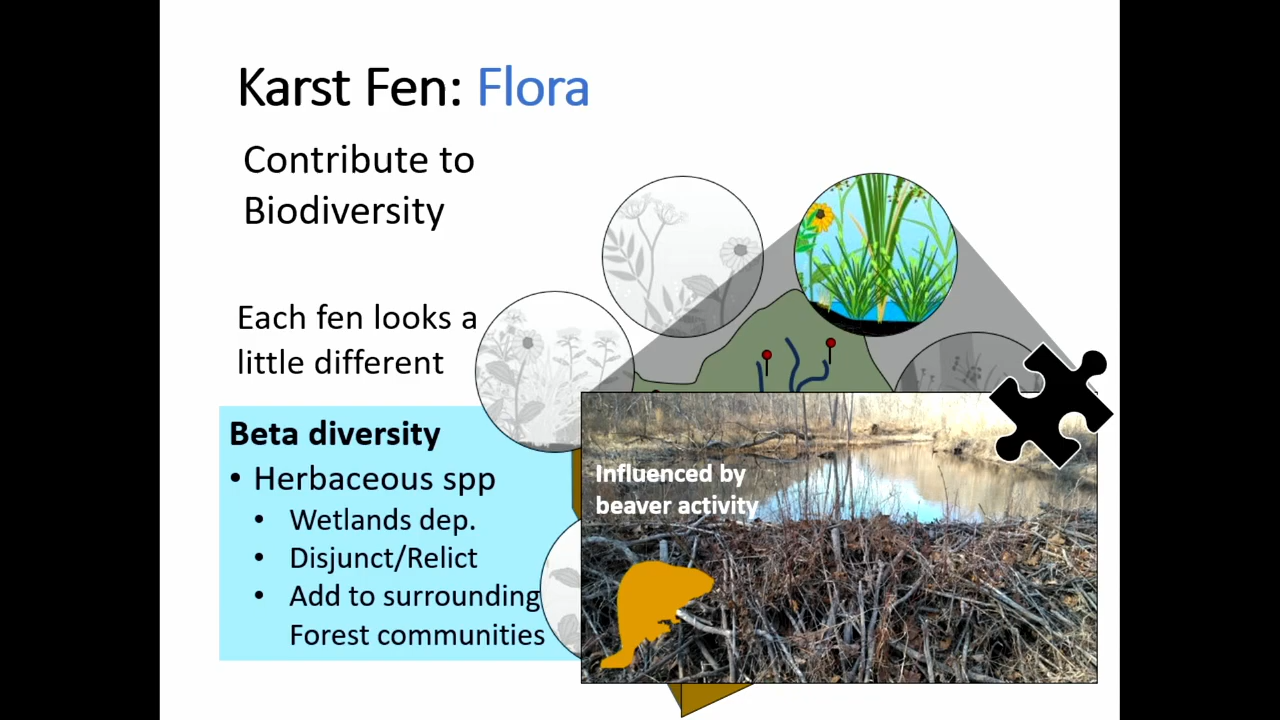 Karst Fen: Flora
Contribute to
Biodiversity
Each fen looks a
little different
Beta diversity
• Herbaceous spp
• Wetlands dep.
• Disjunct/Relict
• Add to surrounding
Forest communities
Influenced by
beaver activity